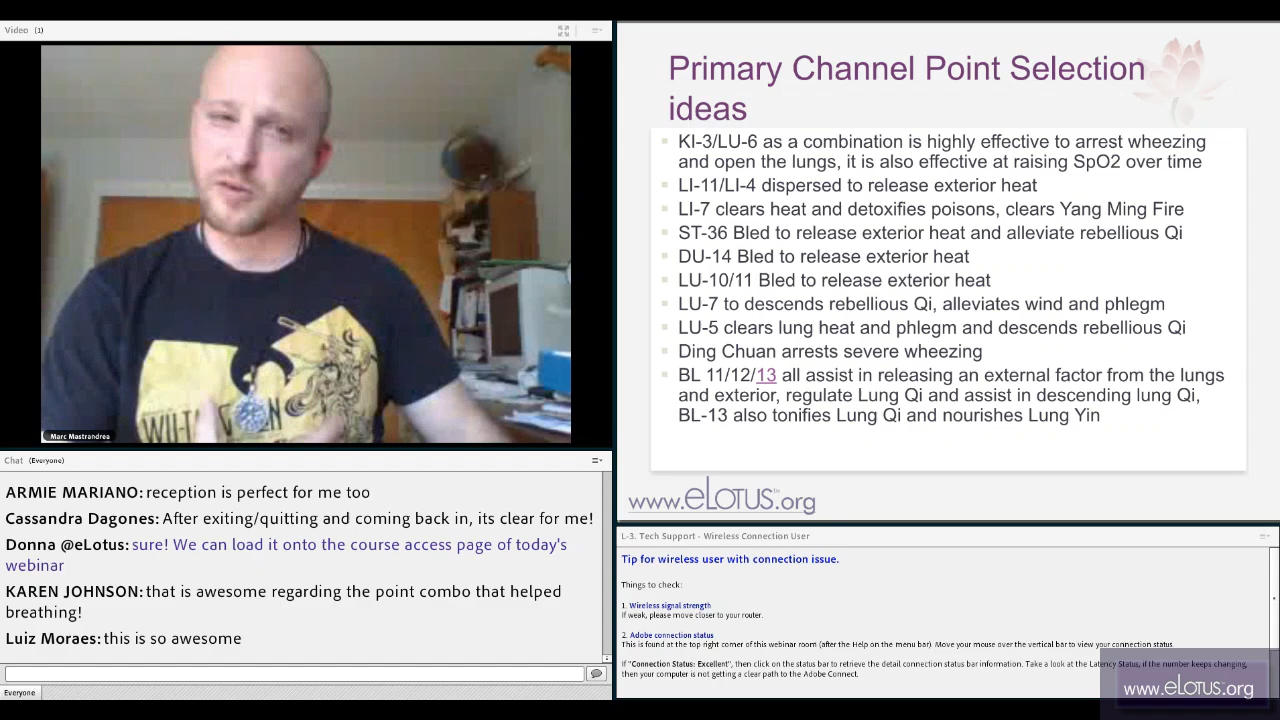 Video (1)
Marc Mastrandrea
Chat (Everyone)
ARMIE MARIANO: reception is perfect for me too
Cassandra Dagones: After exiting/quitting and coming back in, its clear for me!
Donna @eLotus: sure! We can load it onto the course access page of today's
webinar
KAREN JOHNSON: that is awesome regarding the point combo that helped
breathing!
Luiz Moraes: this is so awesome
Everyone
Primary Channel Point Selection
ideas
KI-3/LU-6 as a combination is highly effective to arrest wheezing
and open the lungs, it is also effective at raising SpO2 over time
LI-11/LI-4 dispersed to release exterior heat
LI-7 clears heat and detoxifies poisons, clears Yang Ming Fire
ST-36 Bled to release exterior heat and alleviate rebellious Qi
DU-14 Bled to release exterior heat
LU-10/11 Bled to release exterior heat
LU-7 to descends rebellious Qi, alleviates wind and phlegm
LU-5 clears lung heat and phlegm and descends rebellious Qi
Ding Chuan arrests severe wheezing
BL 11/12/13 all assist in releasing an external factor from the lungs
and exterior, regulate Lung Qi and assist in descending lung Qi,
BL-13 also tonifies Lung Qi and nourishes Lung Yin
www.eLOTUS.org
L-3. Tech Support - Wireless Connection User
Tip for wireless user with connection issue.
Things to check:
1. Wireless signal strength
If weak, please move closer to your router.
2. Adobe connection status
This is found at the top right corner of this webinar room (after the Help on the menu bar). Move your mouse over the vertical bar to view your connection status.
If "Connection Status: Excellent", then click on the status bar to retrieve the detail connection status bar information. Take a look at the Latency Status, if the number keeps changing,
then your computer is not getting a clear path to the Adobe Connect.
www.eLOTUS.org